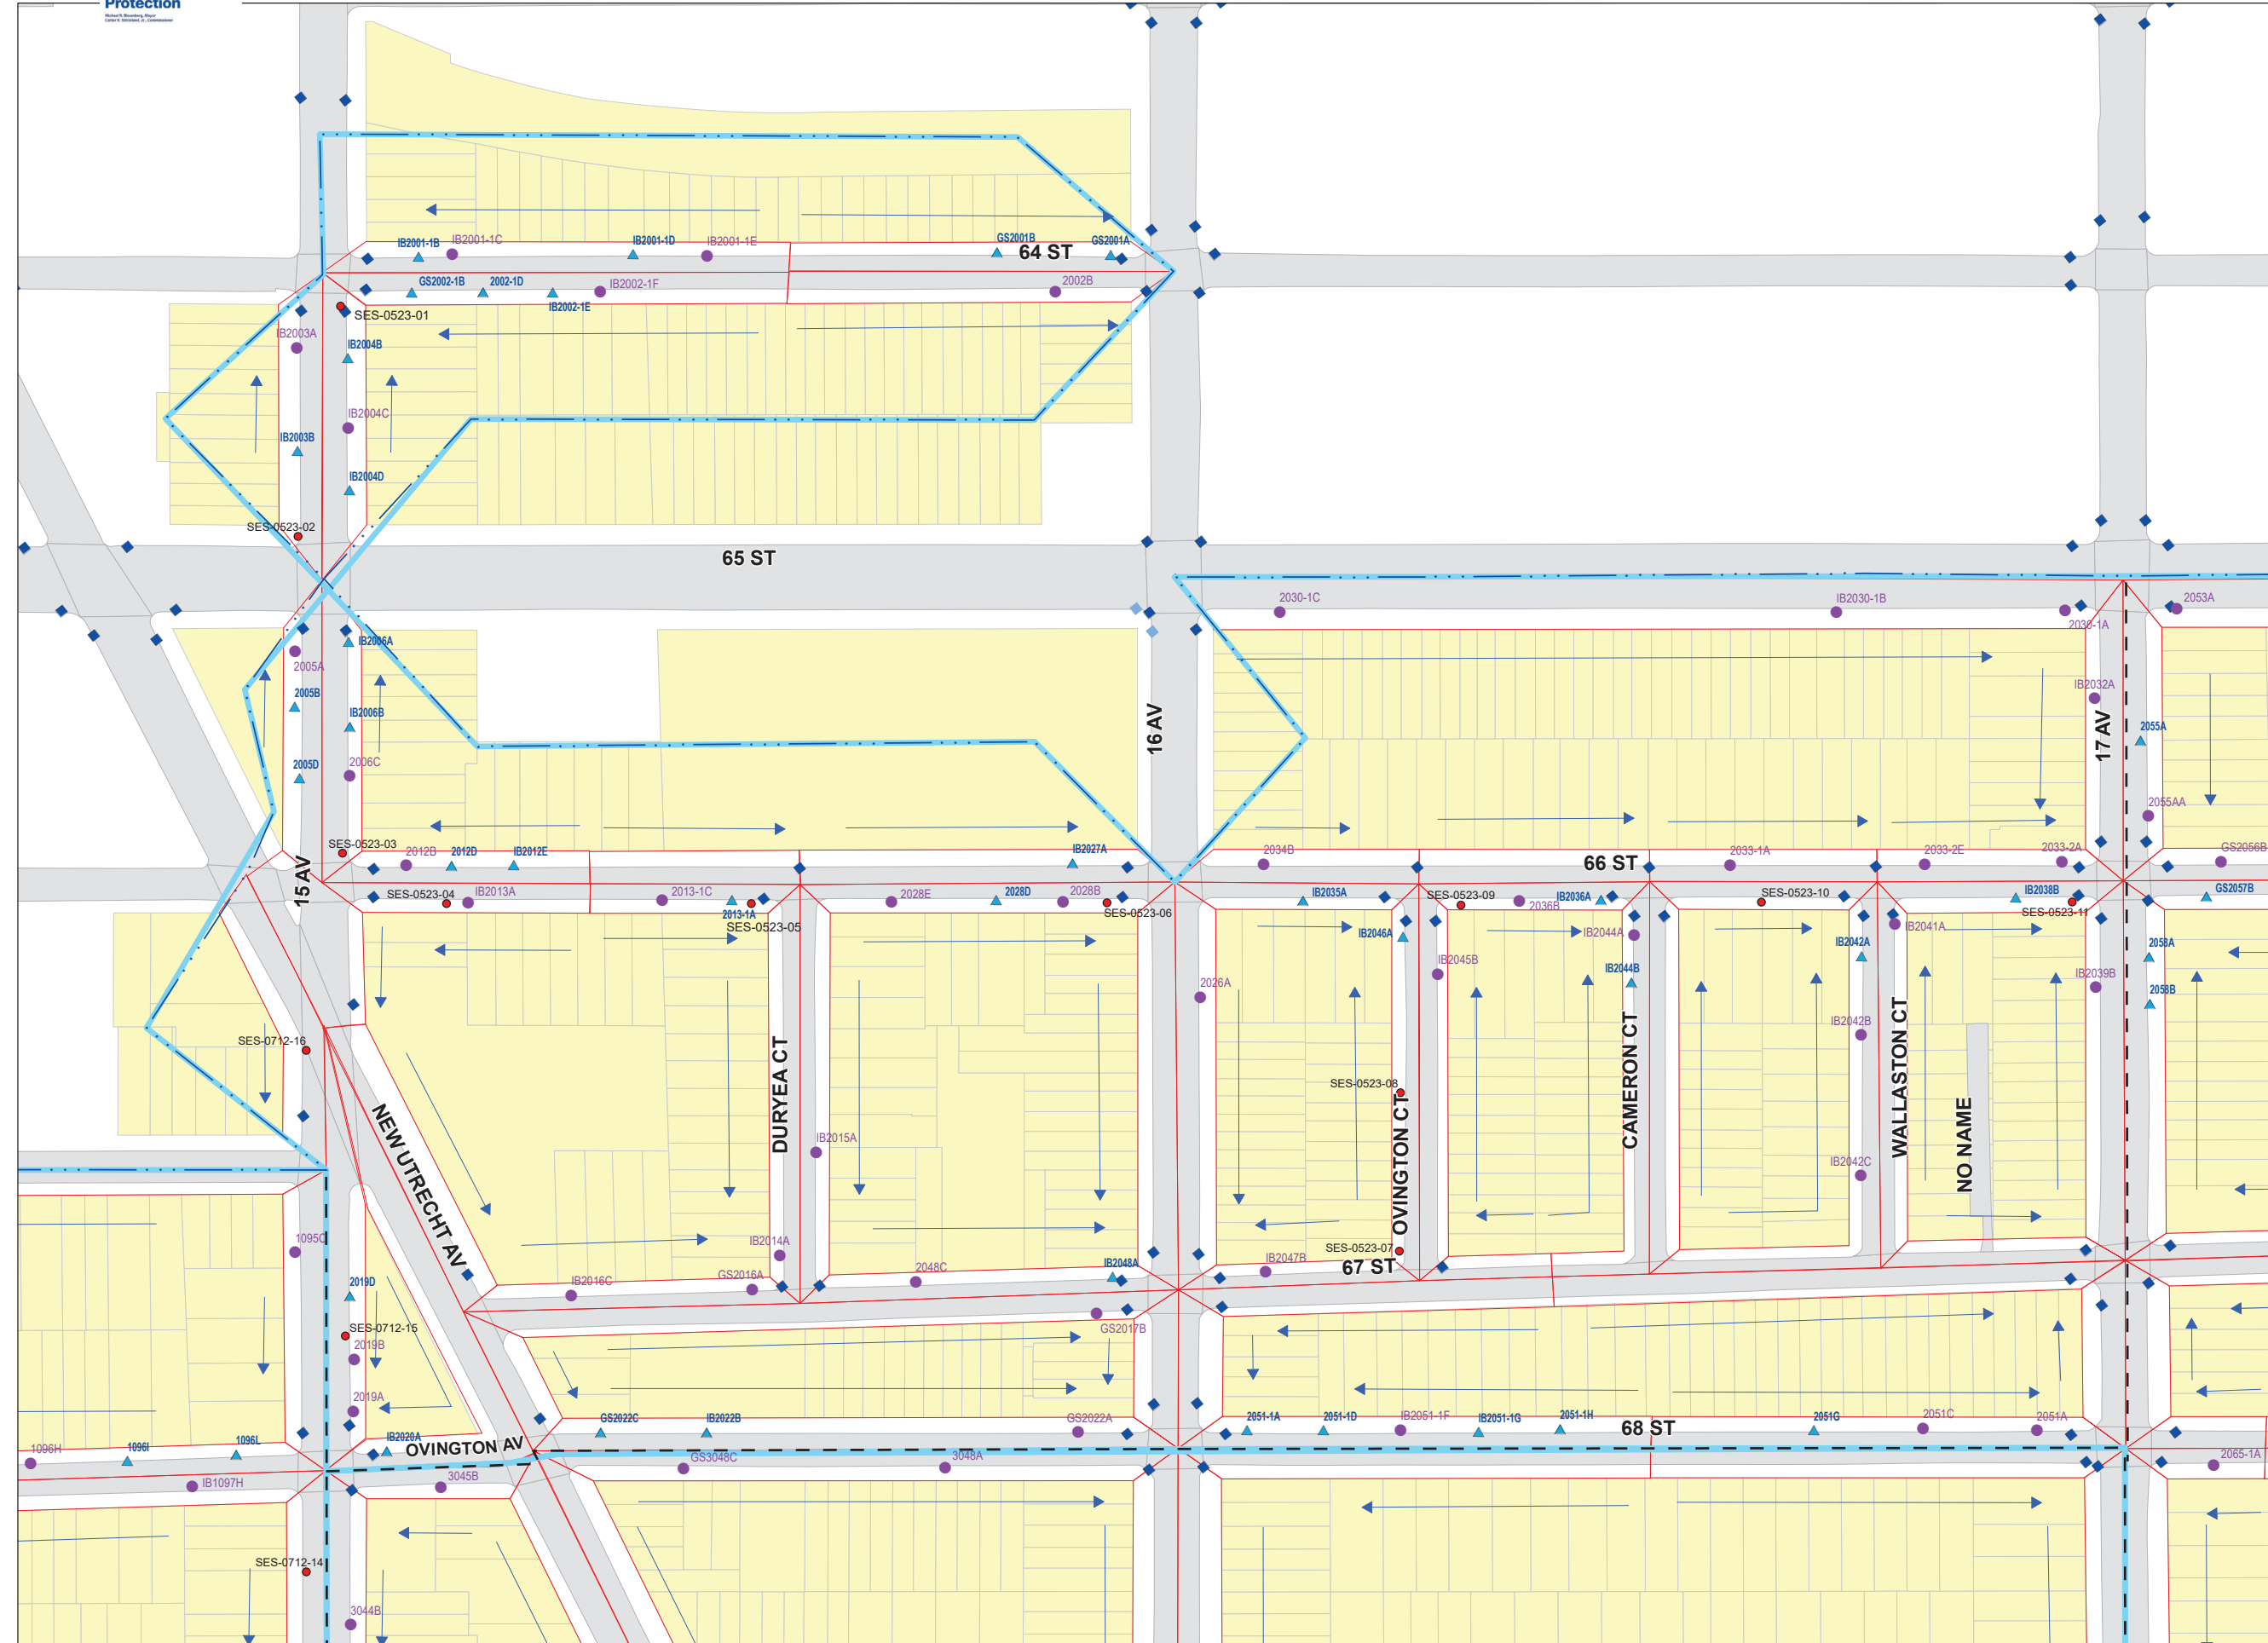 Protection
Michael R. Bloomberg, Mayor
Carter H. Strickland, Jr., Commissioner
IB2001-1B
IB2001-1C
IB2001-1D
IB2001-1E
GS2001B
64 ST
GS2001A
GS2002-1B
2002-1D
IB2002-1E
IB2002-1F
2002B
SES-0523-01
IB2003A
IB2004B
IB2004C
IB2003B
IB2004D
SES-0523-02
65 ST
2030-1C
IB2030-1B
2030-1A
2053A
IB2006A
2005A
2005B
IB2006B
2005D
2006C
16 AV
17 AV
IB2032A
2055A
2055AA
SES-0523-03
2012B
2012D
IB2012E
IB2027A
2034B
66 ST
2033-1A
2033-2E
2033-2A
GS2056B
15 AV
SES-0523-04
IB2013A
2013-1C
2013-1A
SES-0523-05
2028E
2028D
2028B
SES-0523-06
IB2035A
SES-0523-09
2036B
IB2036A
SES-0523-10
IB2038B
SES-0523-11
GS2057B
IB2046A
IB2044A
IB2041A
IB2042A
2058A
IB2045B
IB2044B
IB2039B
2058B
2026A
SES-0712-16
IB2042B
DURYEA CT
CAMERON CT
WALLASTON CT
NO NAME
OVINGTON CT
SES-0523-08
NEW UTRECHT AV
IB2015A
IB2042C
1095C
IB2014A
SES-0523-07
IB2047B
67 ST
GS2016A
IB2016C
2048C
IB2048A
2019D
SES-0712-15
2019B
GS2017B
2019A
GS2022C
IB2022B
GS2022A
2051-1A
2051-1D
IB2051-1F
IB2051-1G
2051-1H
68 ST
2051G
2051C
2051A
1096H
1096I
1096L
IB2020A
OVINGTON AV
IB1097H
3045B
GS3048C
3048A
2065-1A
SES-0712-14
3044B